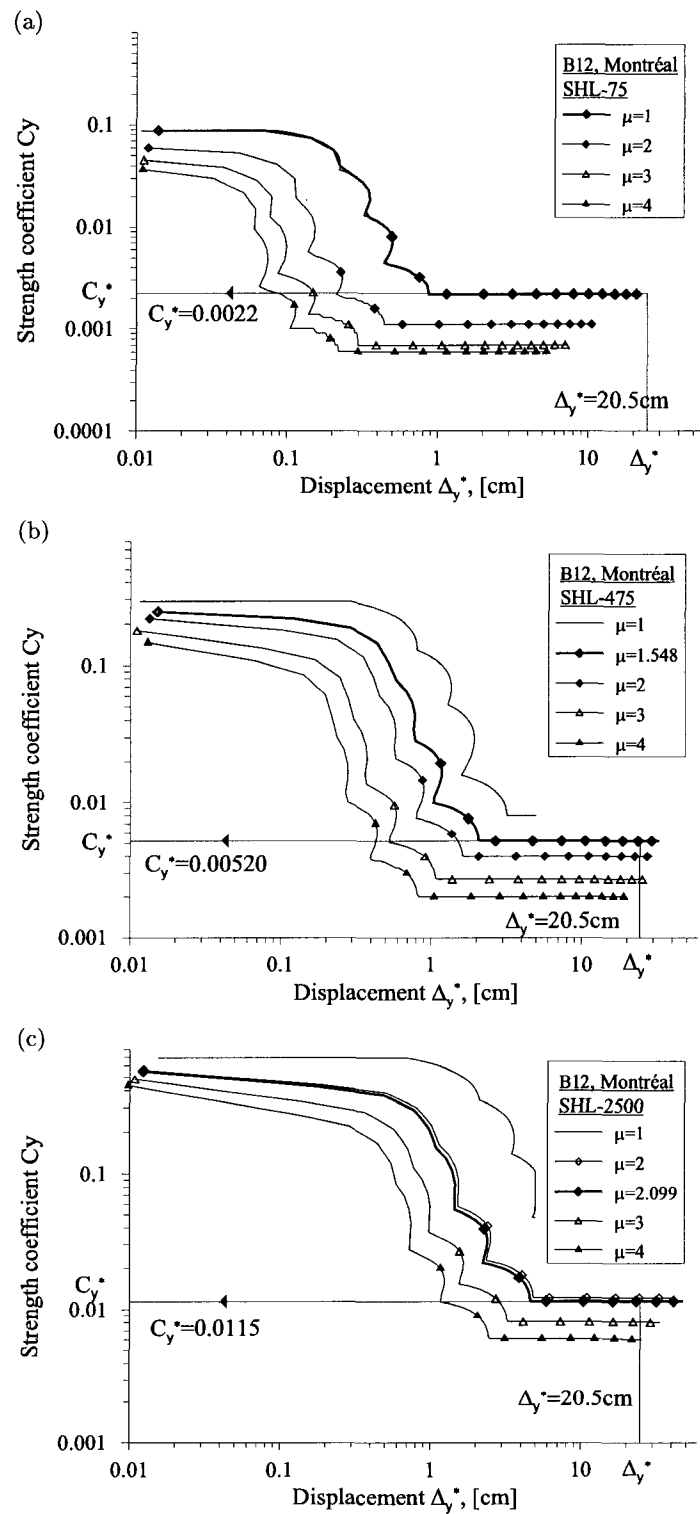 (a)
B12, Montréal
SHL-75
μ=1
μ=2
μ=3
μ=4
Strength coefficient Cy
0.1
0.01
C_y*
0.001
0.0001
C_y*=0.0022
Δ_y*=20.5cm
0.01
0.1
1
10
Δ_y*
Displacement Δ_y*, [cm]
(b)
B12, Montréal
SHL-475
μ=1
μ=1.548
μ=2
μ=3
μ=4
Strength coefficient Cy
0.1
0.01
C_y*
0.001
C_y*=0.00520
Δ_y*=20.5cm
0.01
0.1
1
10
Δ_y*
Displacement Δ_y*, [cm]
(c)
B12, Montréal
SHL-2500
μ=1
μ=2
μ=2.099
μ=3
μ=4
Strength coefficient Cy
0.1
C_y*
0.01
0.001
C_y*=0.0115
Δ_y*=20.5cm
0.01
0.1
1
10
Δ_y*
Displacement Δ_y*, [cm]